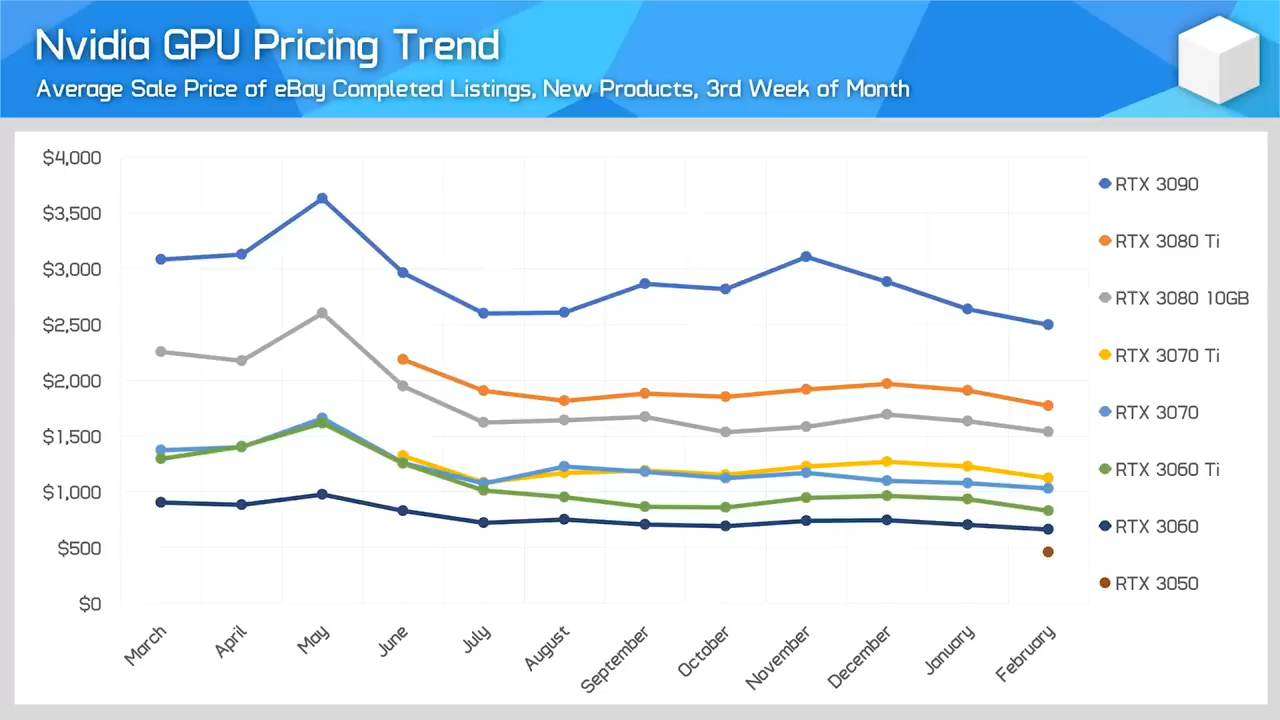 Nvidia GPU Pricing Trend
Average Sale Price of eBay Completed Listings, New Products, 3rd Week of Month
$4,000
$3,500
$3,000
$2,500
$2,000
$1,500
$1,000
$500
$0
March
April
May
June
July
August
September
October
November
December
January
February
RTX 3090
RTX 3080 Ti
RTX 3080 10GB
RTX 3070 Ti
RTX 3070
RTX 3060 Ti
RTX 3060
RTX 3050